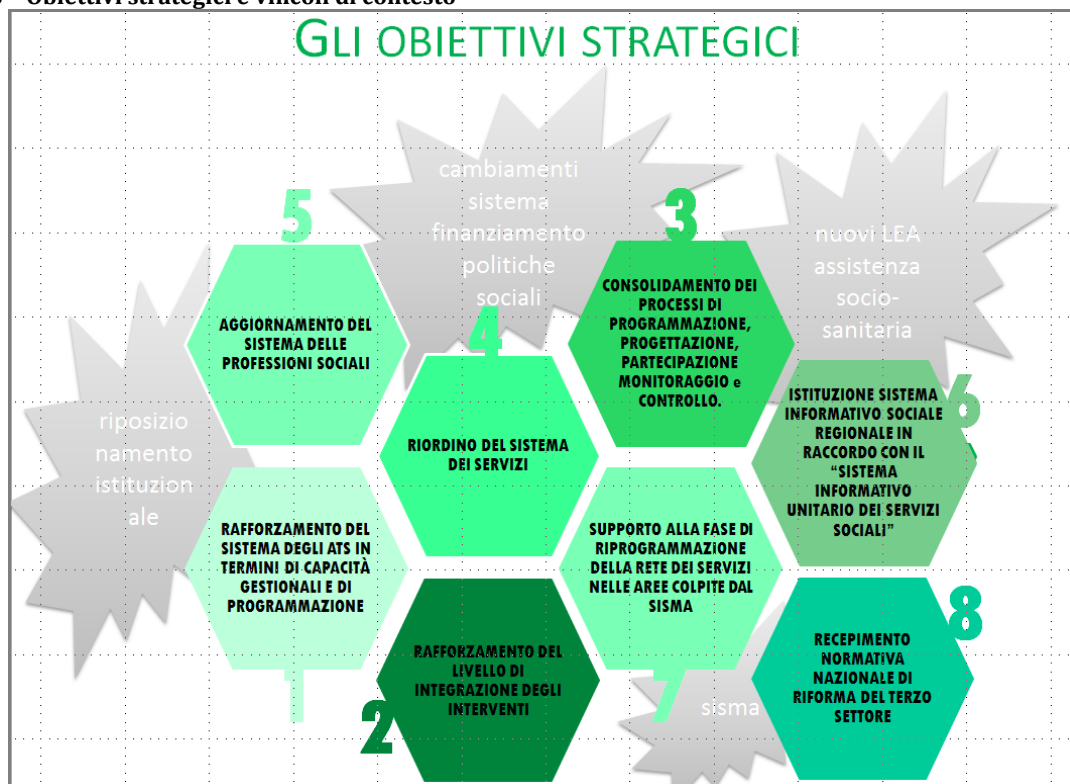 Obiettivi strategici e vincoli di contesto
GLI OBIETTIVI STRATEGICI
cambiamenti
sistema
finanziamento
politiche
sociali
nuovi LEA
assistenza
socio-
sanitaria
riposizio
namento
istituzion
ale
sisma
5
AGGIORNAMENTO DEL
SISTEMA DELLE
PROFESSIONI SOCIALI
4
RIORDINO DEL SISTEMA
DEI SERVIZI
3
CONSOLIDAMENTO DEI
PROCESSI DI
PROGRAMMAZIONE,
PROGETTAZIONE,
PARTECIPAZIONE
MONITORAGGIO e
CONTROLLO.
6
ISTITUZIONE SISTEMA
INFORMATIVO SOCIALE
REGIONALE IN
RACCORDO CON IL
“SISTEMA
INFORMATIVO
UNITARIO DEI SERVIZI
SOCIALI”
RAFFORZAMENTO DEL
SISTEMA DEGLI ATS IN
TERMINI DI CAPACITÀ
GESTIONALI E DI
PROGRAMMAZIONE
1
RAFFORZAMENTO DEL
LIVELLO DI
INTEGRAZIONE DEGLI
INTERVENTI
2
SUPPORTO ALLA FASE DI
RIPROGRAMMAZIONE
DELLA RETE DEI SERVIZI
NELLE AREE COLPITE DAL
SISMA
7
8
RECEPIMENTO
NORMATIVA
NAZIONALE DI
RIFORMA DEL TERZO
SETTORE